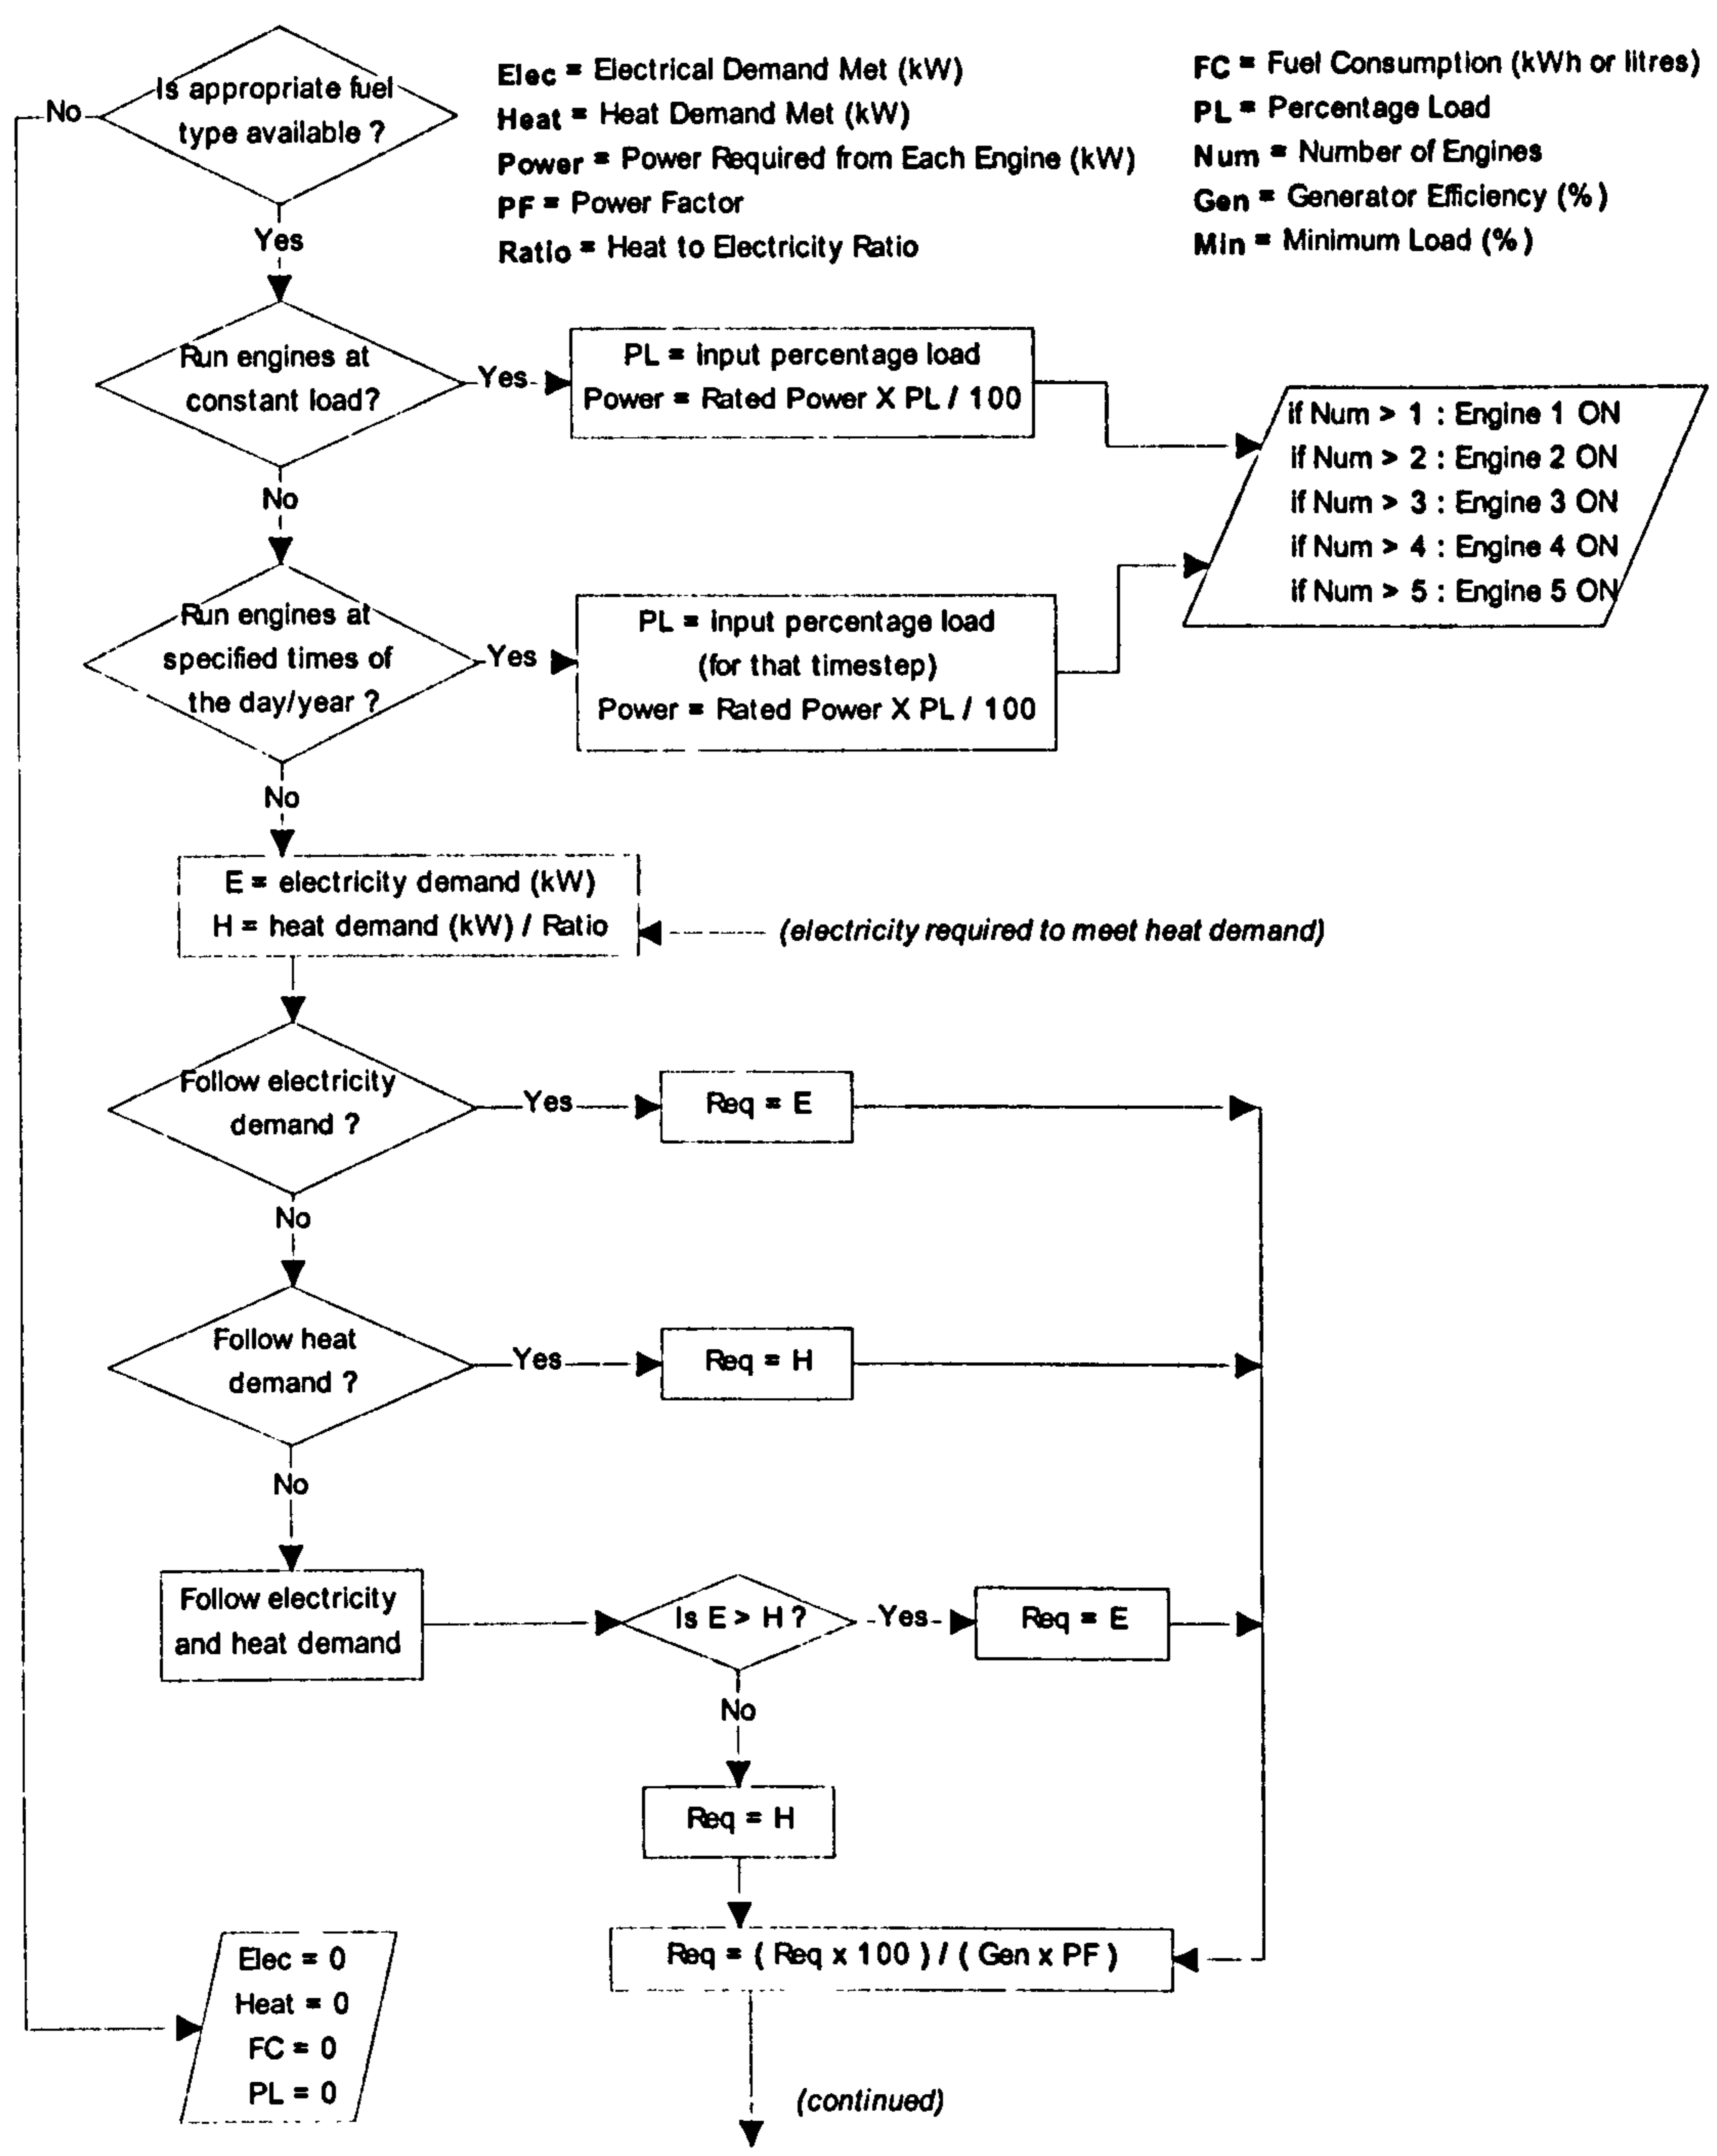 Is appropriate fuel
type available ?
No
Yes
Elec = Electrical Demand Met (kW)
Heat = Heat Demand Met (kW)
Power = Power Required from Each Engine (kW)
PF = Power Factor
Ratio = Heat to Electricity Ratio
FC = Fuel Consumption (kWh or litres)
PL = Percentage Load
Num = Number of Engines
Gen = Generator Efficiency (%)
Min = Minimum Load (%)
Run engines at
constant load?
Yes
PL = input percentage load
Power = Rated Power X PL / 100
if Num > 1 : Engine 1 ON
if Num > 2 : Engine 2 ON
if Num > 3 : Engine 3 ON
if Num > 4 : Engine 4 ON
if Num > 5 : Engine 5 ON
No
Run engines at
specified times of
the day/year ?
Yes
PL = input percentage load
(for that timestep)
Power = Rated Power X PL / 100
No
E = electricity demand (kW)
H = heat demand (kW) / Ratio
(electricity required to meet heat demand)
Follow electricity
demand ?
Yes
Req = E
No
Follow heat
demand ?
Yes
Req = H
No
Follow electricity
and heat demand
Is E > H ?
Yes
Req = E
No
Req = H
Req = ( Req x 100 ) / ( Gen x PF )
Elec = 0
Heat = 0
FC = 0
PL = 0
(continued)